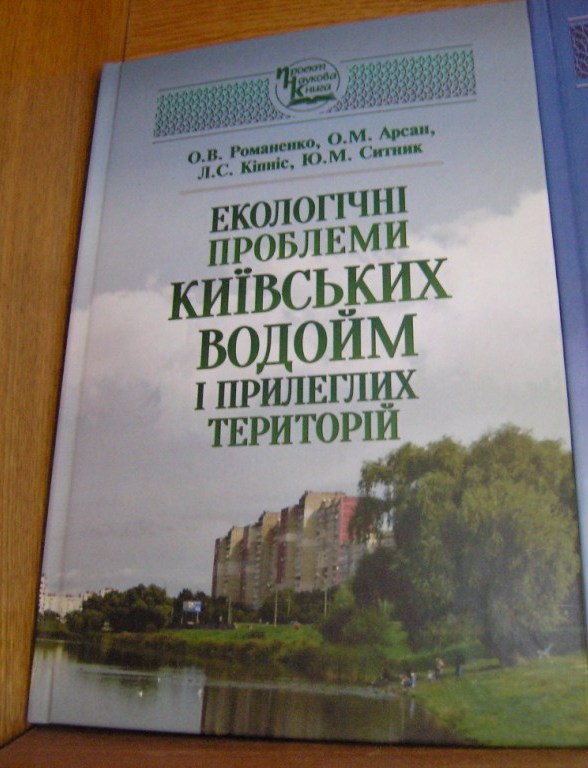 Проект
Наукова
Книга
О.В. Романенко, О.М. Арсан,
Л.С. Кіпніс, Ю.М. Ситник
ЕКОЛОГІЧНІ
ПРОБЛЕМИ
КИЇВСЬКИХ
ВОДОЙМ
І ПРИЛЕГЛИХ
ТЕРИТОРІЙ